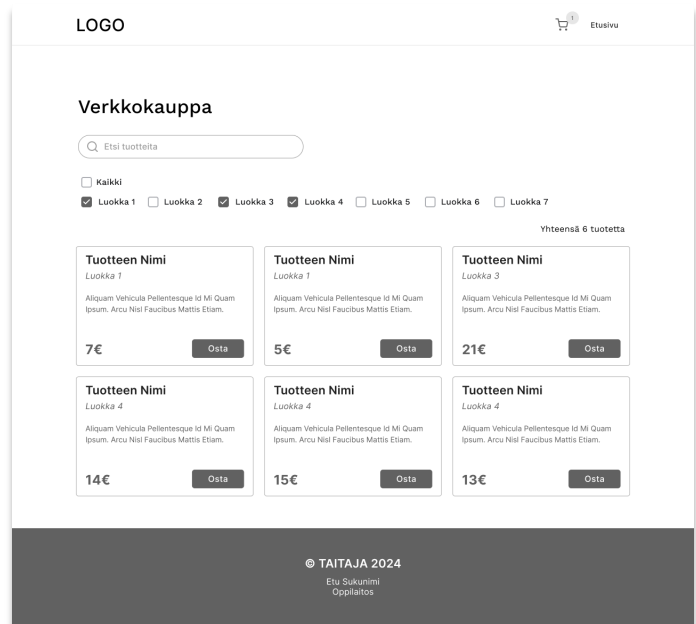 LOGO
1
Etusivu
Verkkokauppa
Etsi tuotteita
Kaikki
Luokka 1 Luokka 2 Luokka 3 Luokka 4 Luokka 5 Luokka 6 Luokka 7
Yhteensä 6 tuotetta
Tuotteen Nimi
Luokka 1
Aliquam Vehicula Pellentesque Id Mi Quam
Ipsum. Arcu Nisl Faucibus Mattis Etiam.
7€ Osta
Tuotteen Nimi
Luokka 1
Aliquam Vehicula Pellentesque Id Mi Quam
Ipsum. Arcu Nisl Faucibus Mattis Etiam.
5€ Osta
Tuotteen Nimi
Luokka 3
Aliquam Vehicula Pellentesque Id Mi Quam
Ipsum. Arcu Nisl Faucibus Mattis Etiam.
21€ Osta
Tuotteen Nimi
Luokka 4
Aliquam Vehicula Pellentesque Id Mi Quam
Ipsum. Arcu Nisl Faucibus Mattis Etiam.
14€ Osta
Tuotteen Nimi
Luokka 4
Aliquam Vehicula Pellentesque Id Mi Quam
Ipsum. Arcu Nisl Faucibus Mattis Etiam.
15€ Osta
Tuotteen Nimi
Luokka 4
Aliquam Vehicula Pellentesque Id Mi Quam
Ipsum. Arcu Nisl Faucibus Mattis Etiam.
13€ Osta
© TAITAJA 2024
Etu Sukunimi
Oppilaitos